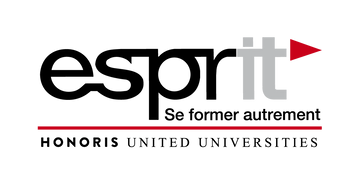 esprit
Se former autrement
HONORIS UNITED UNIVERSITIES